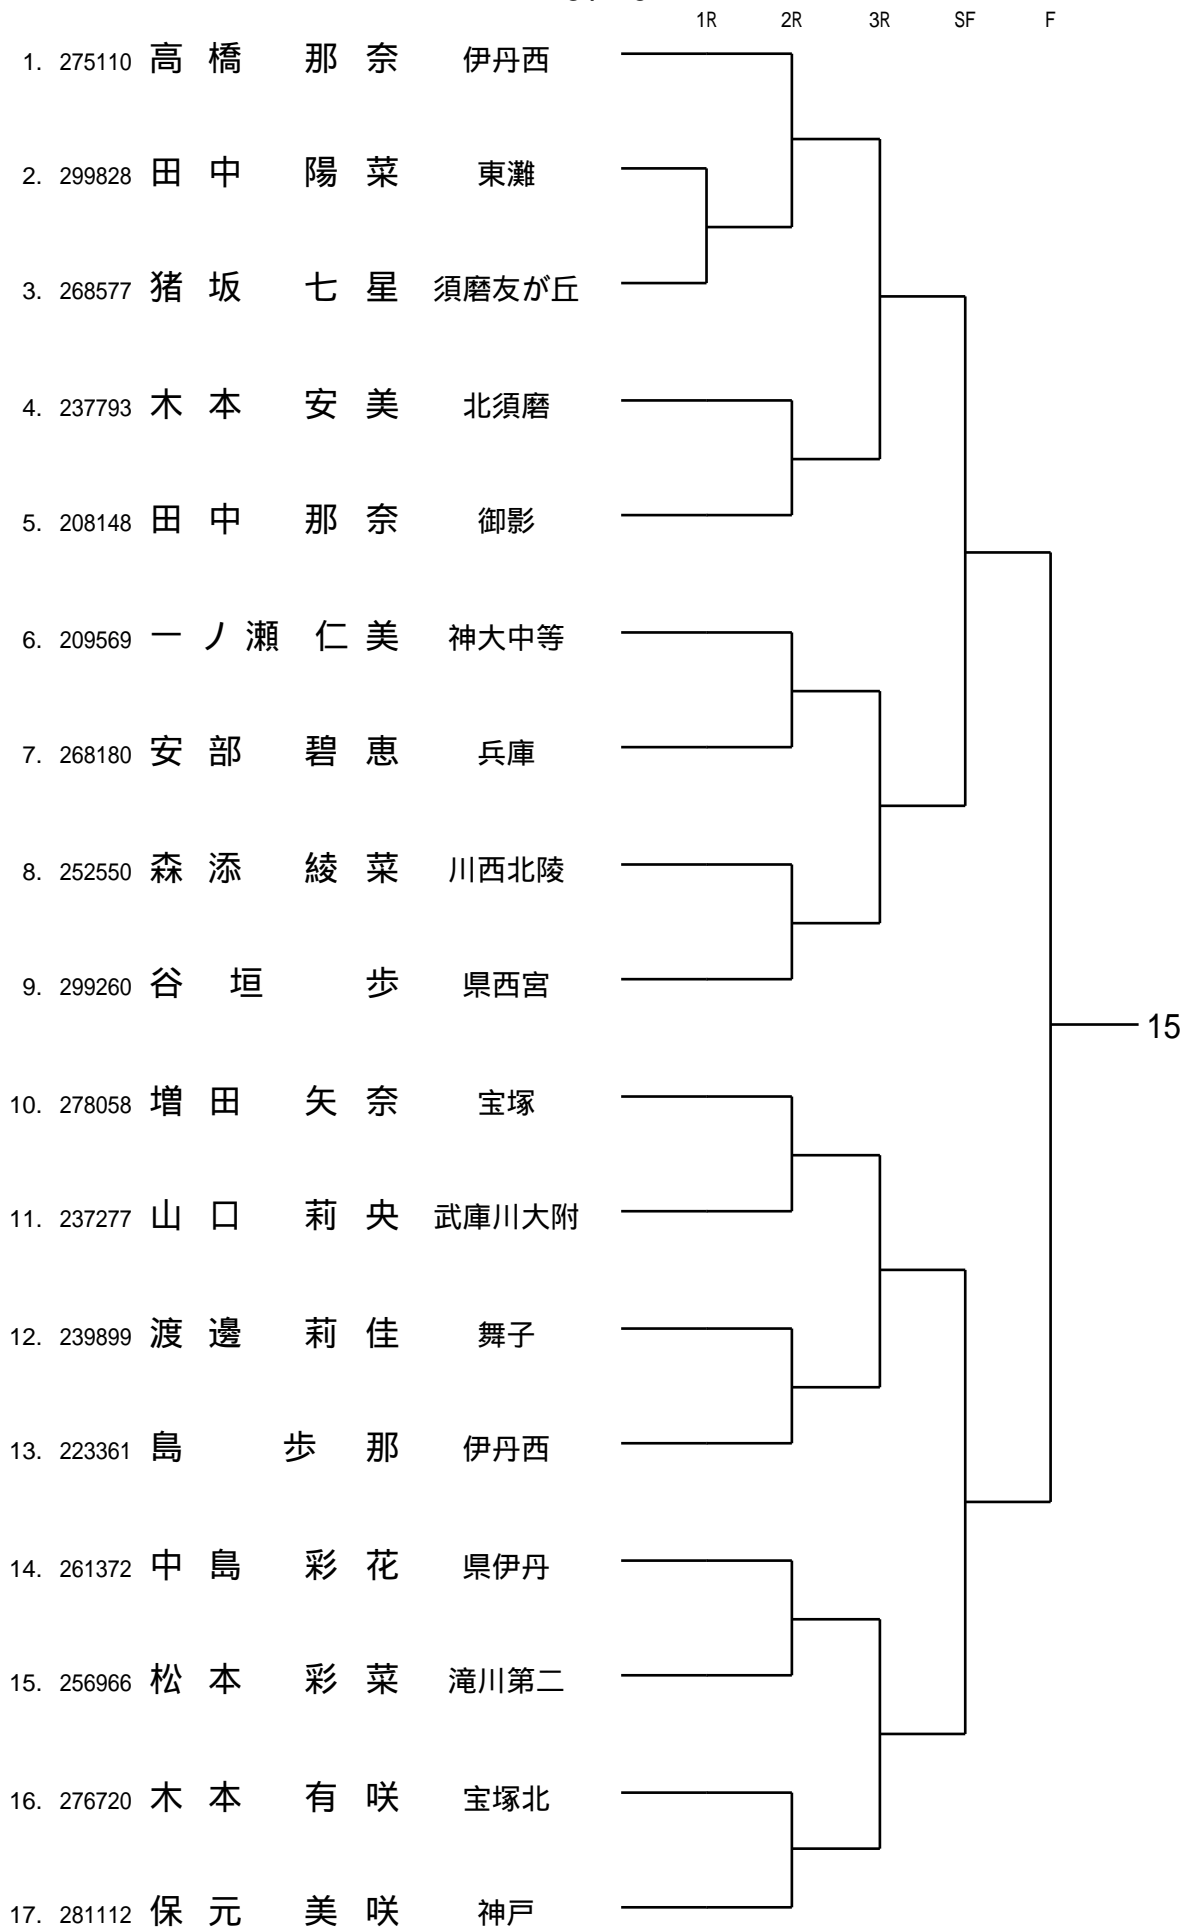 1R 2R 3R SF F
1. 275110 高橋 那奈 伊丹西
2. 299828 田中 陽菜 東灘
3. 268577 猪坂 七星 須磨友が丘
4. 237793 木本 安美 北須磨
5. 208148 田中 那奈 御影
6. 209569 一ノ瀬 仁美 神大中等
7. 268180 安部 碧恵 兵庫
8. 252550 森添 綾菜 川西北陵
9. 299260 谷垣 歩 県西宮
15
10. 278058 増田 矢奈 宝塚
11. 237277 山口 莉央 武庫川大附
12. 239899 渡邊 莉佳 舞子
13. 223361 島 歩那 伊丹西
14. 261372 中島 彩花 県伊丹
15. 256966 松本 彩菜 滝川第二
16. 276720 木本 有咲 宝塚北
17. 281112 保元 美咲 神戸